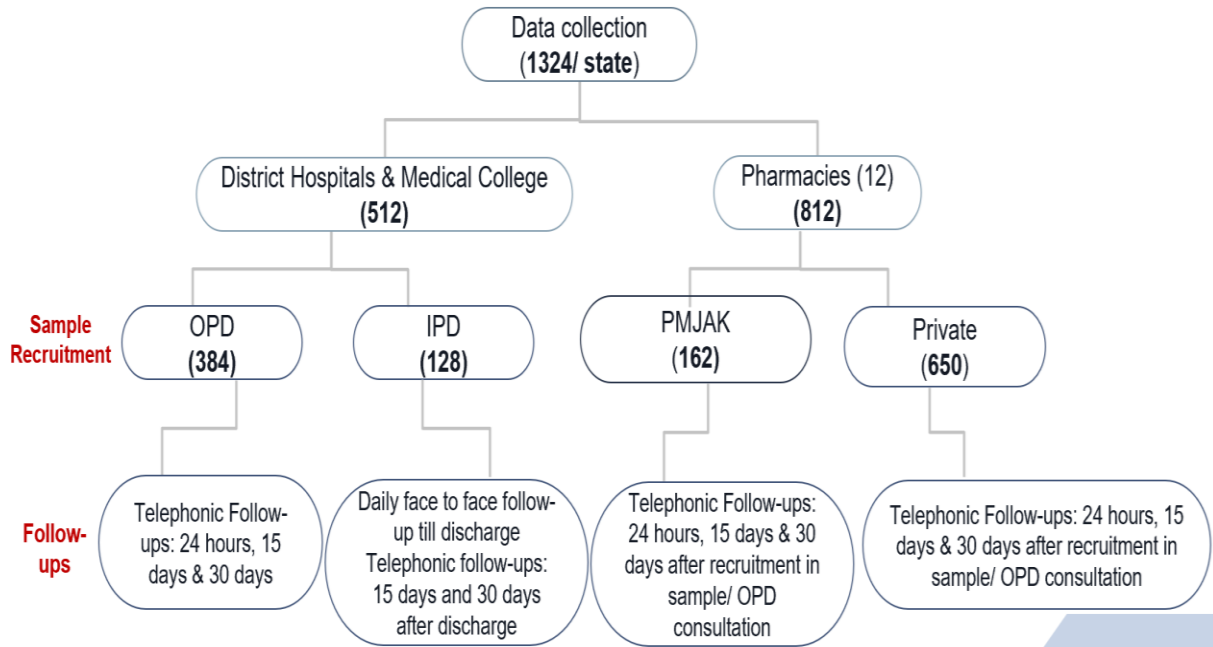 Data collection
(1324/ state)
District Hospitals & Medical College
(512)
Pharmacies (12)
(812)
Sample
Recruitment
OPD
(384)
IPD
(128)
PMJAK
(162)
Private
(650)
Follow-
ups
Telephonic Follow-
ups: 24 hours, 15
days & 30 days
Daily face to face follow-
up till discharge
Telephonic follow-ups:
15 days and 30 days
after discharge
Telephonic Follow-ups:
24 hours, 15 days & 30
days after recruitment in
sample/ OPD
consultation
Telephonic Follow-ups: 24 hours, 15
days & 30 days after recruitment in
sample/ OPD consultation